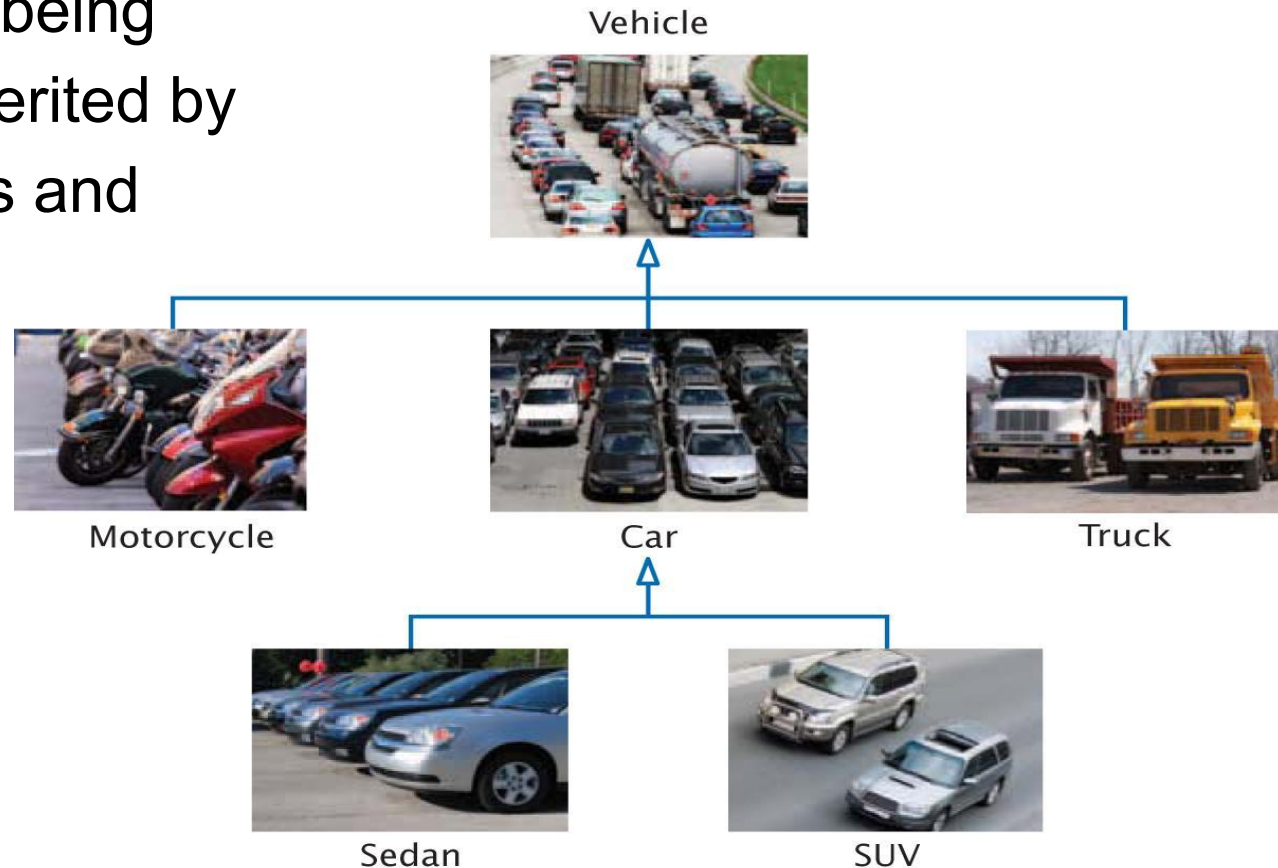 being
erited by
s and
Vehicle
Motorcycle
Car
Truck
Sedan
SUV